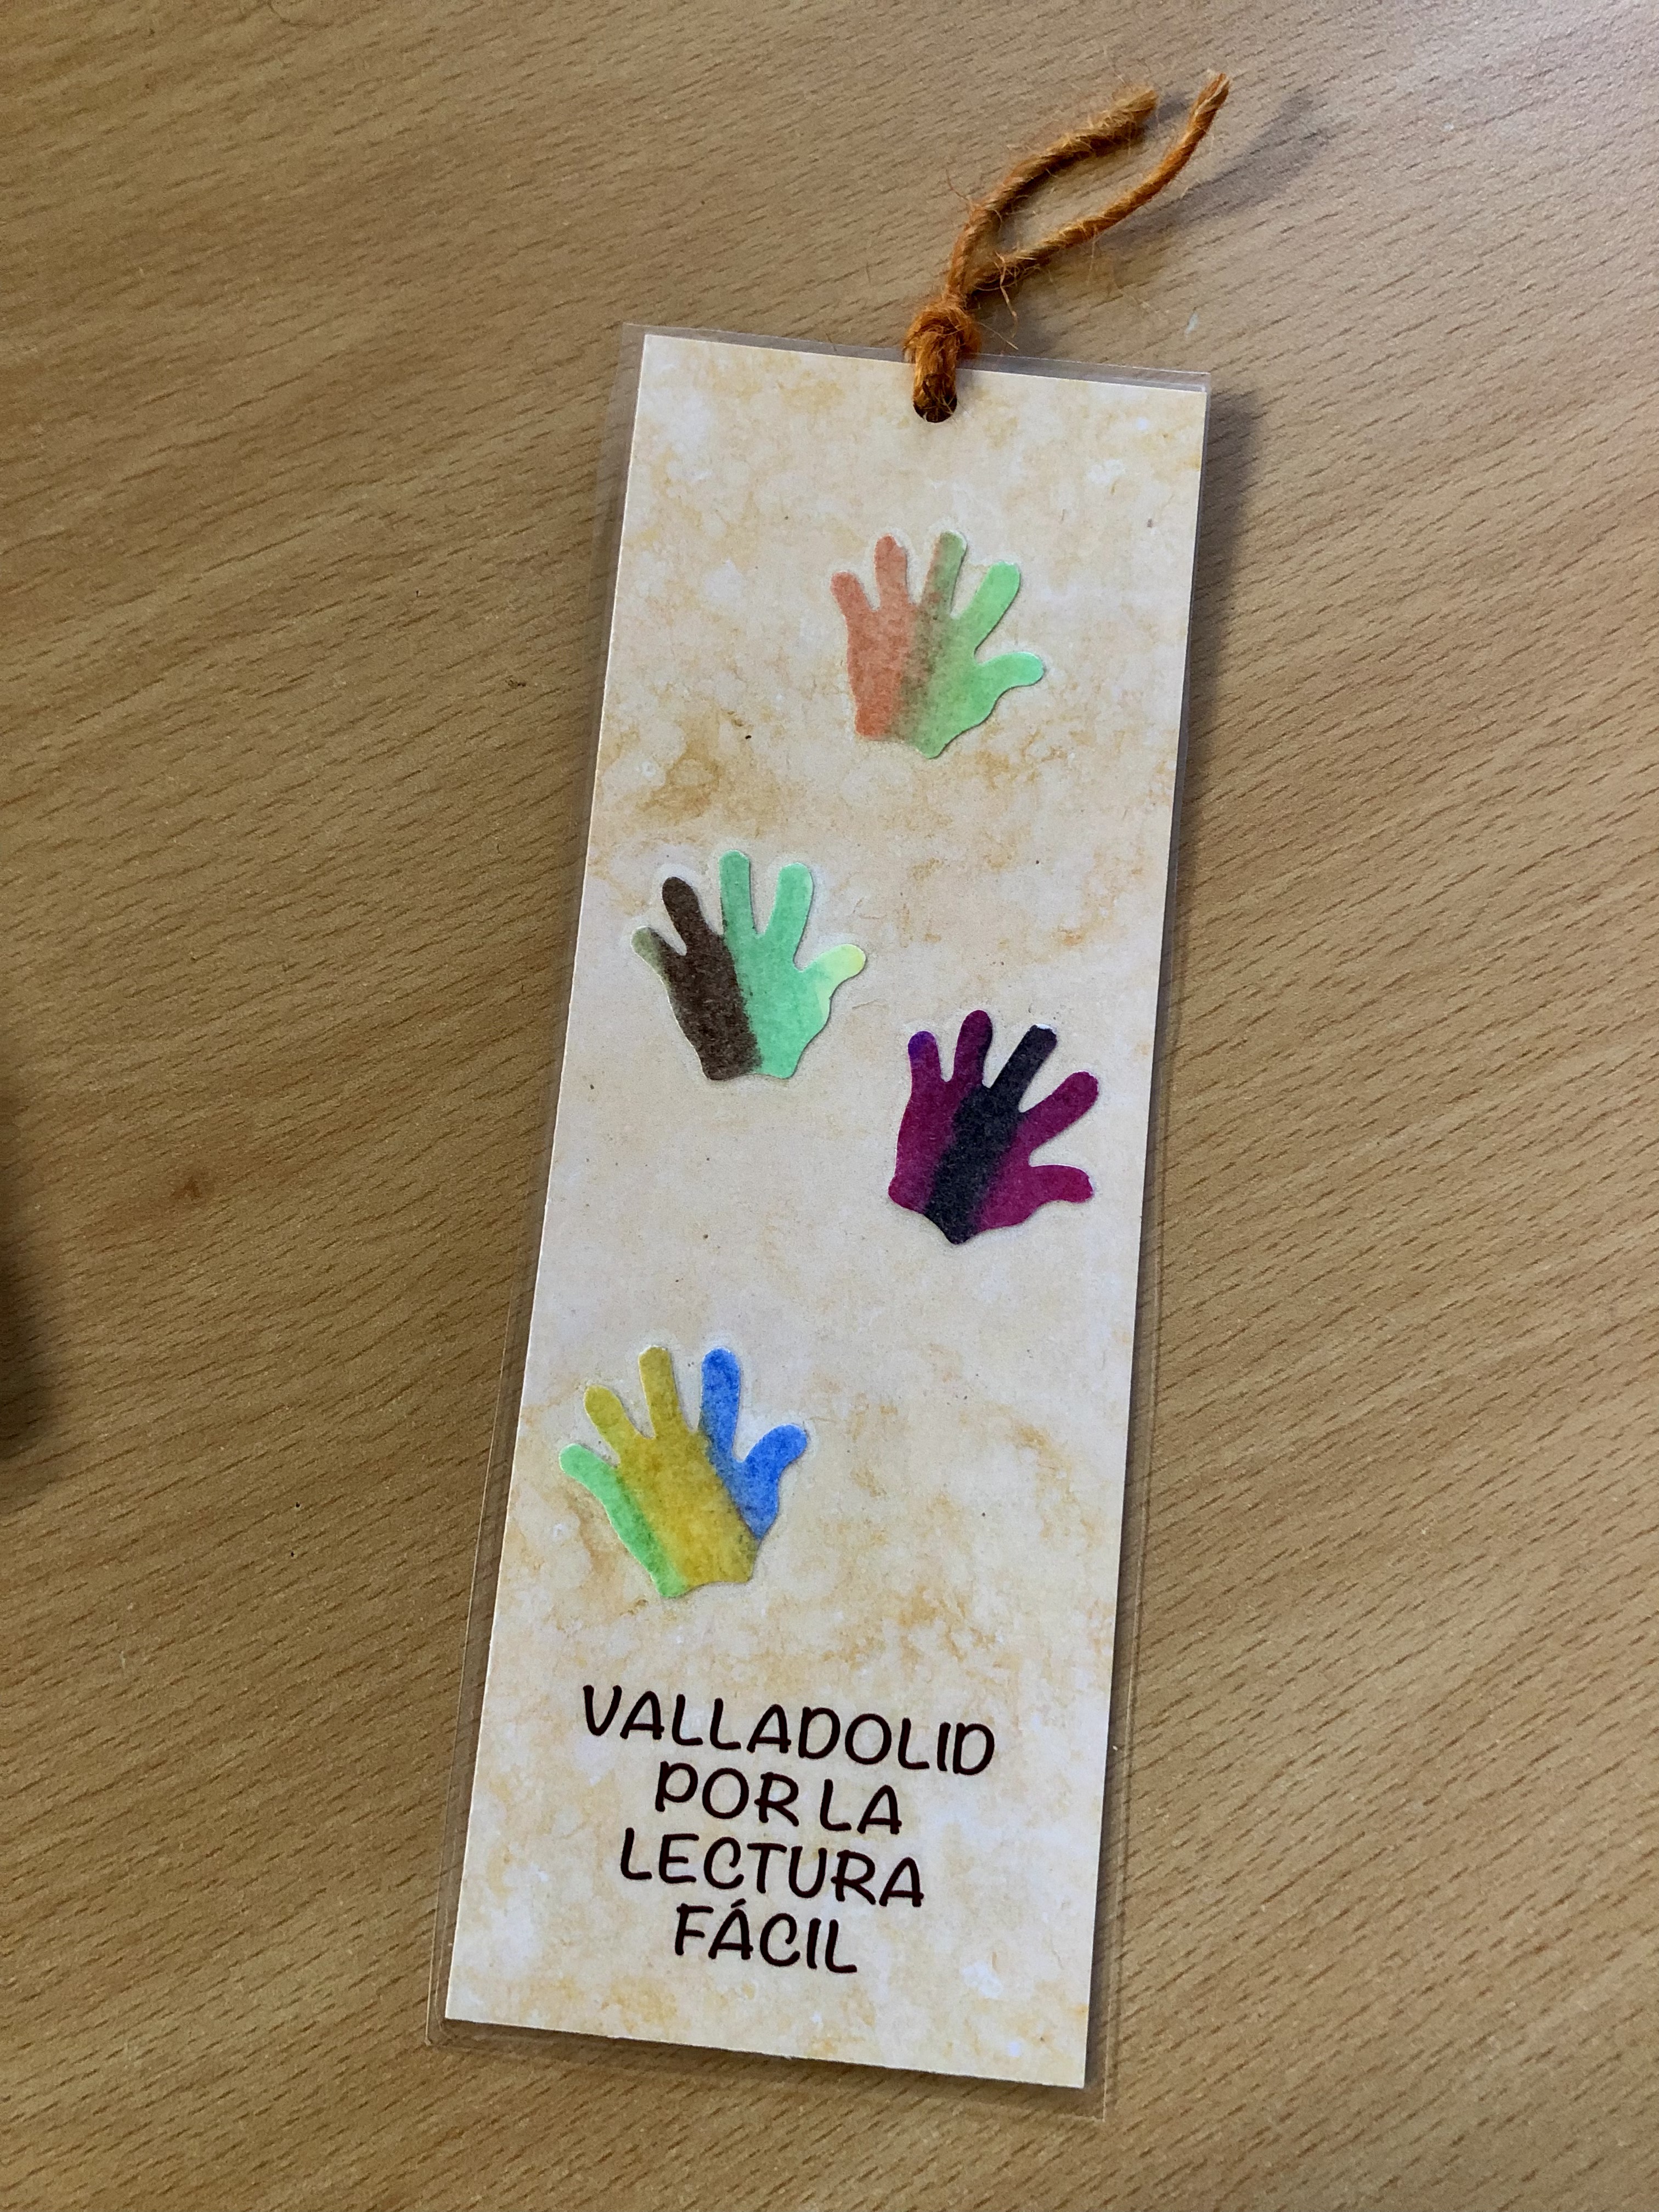 VALLADOLID
POR LA
LECTURA
FÁCIL